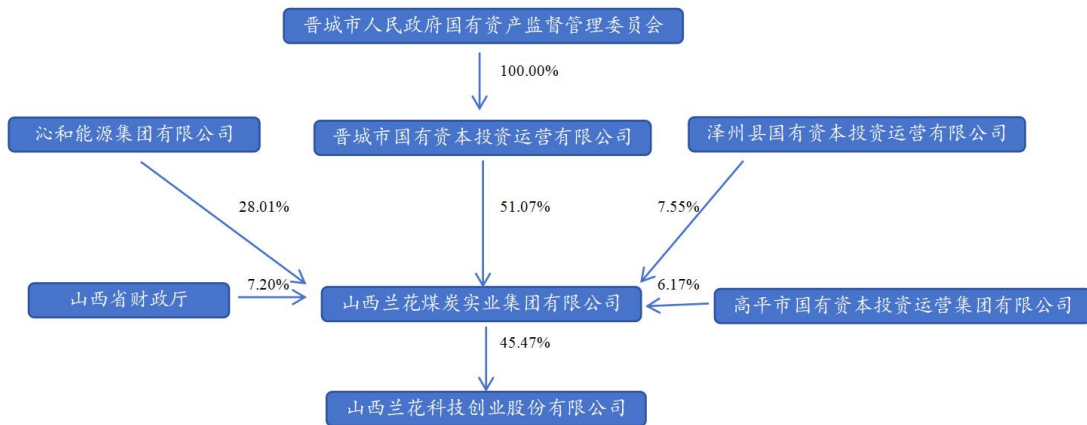 晋城市人民政府国有资产监督管理委员会
100.00%
沁和能源集团有限公司
晋城市国有资本投资运营有限公司
泽州县国有资本投资运营有限公司
28.01%
51.07%
7.55%
山西省财政厅
7.20%
山西兰花煤炭实业集团有限公司
6.17%
高平市国有资本投资运营集团有限公司
45.47%
山西兰花科技创业股份有限公司